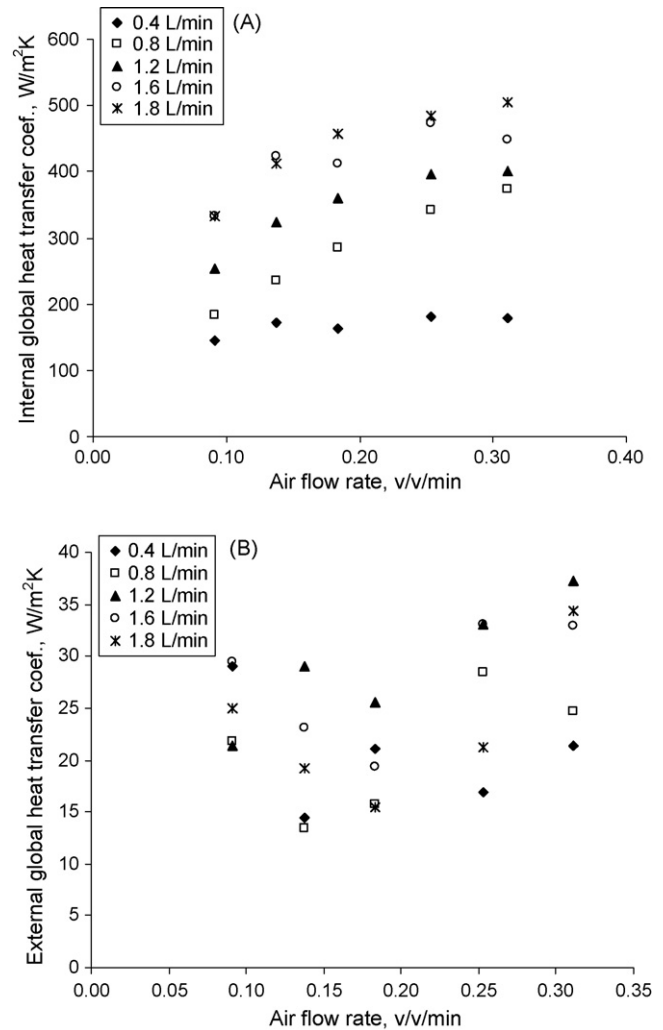 (A)
0.4 L/min
0.8 L/min
1.2 L/min
1.6 L/min
1.8 L/min
Internal global heat transfer coef., W/m²K
600
500
400
300
200
100
0
0.00 0.10 0.20 0.30 0.40
Air flow rate, v/v/min
(B)
0.4 L/min
0.8 L/min
1.2 L/min
1.6 L/min
1.8 L/min
External global heat transfer coef., W/m²K
40
35
30
25
20
15
10
5
0
0.00 0.05 0.10 0.15 0.20 0.25 0.30 0.35
Air flow rate, v/v/min